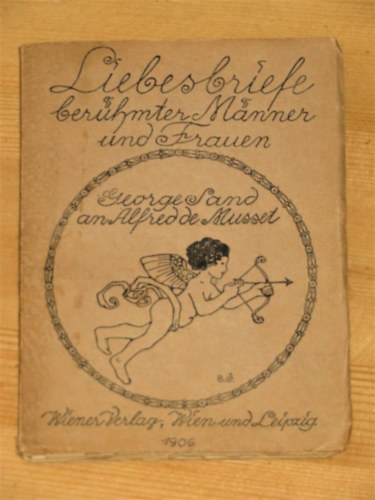 Liebesbriefe
berühmter Männer
und Frauen
George Sand
an Alfred de Musset
Wiener Verlag, Wien und Leipzig
1906